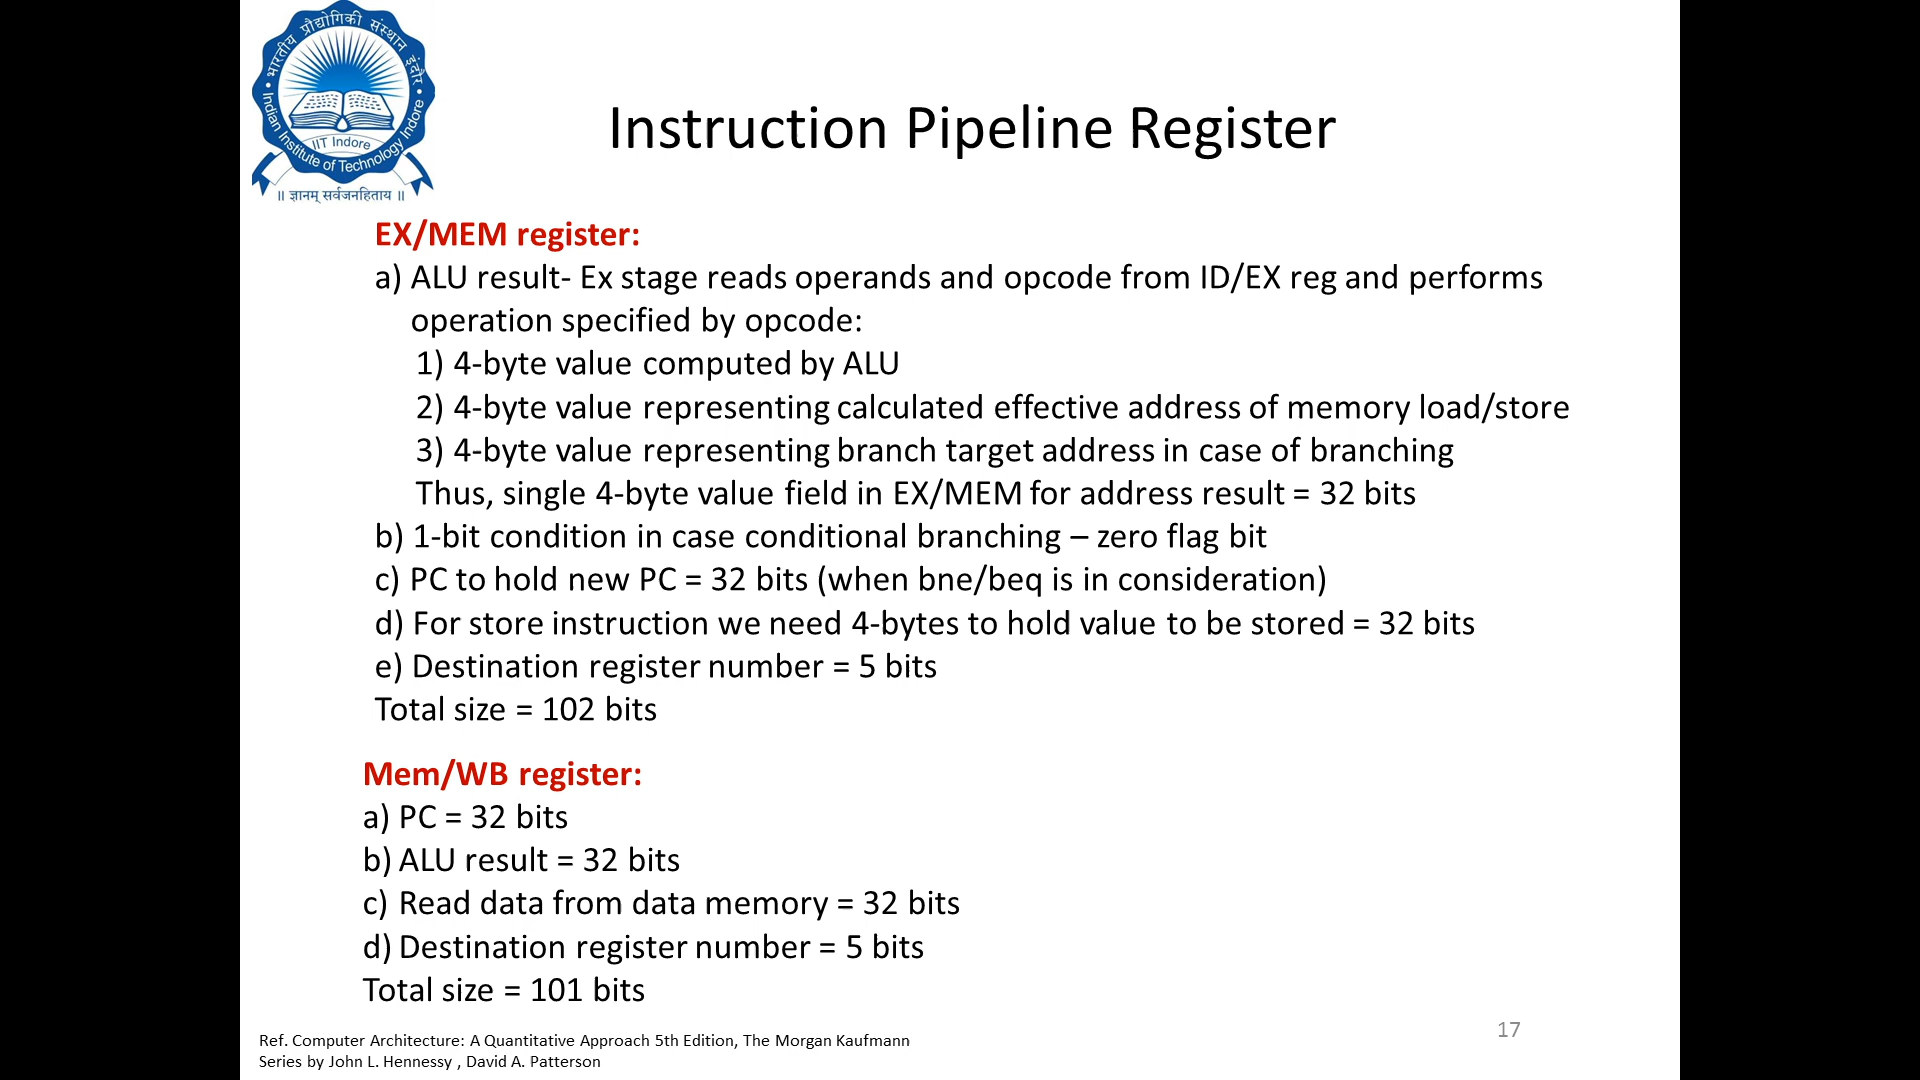 भारतीय प्रौद्योगिकी संस्थान इंदौर
Indian Institute of Technology Indore
IIT Indore
॥ ज्ञानम् सर्वजनहिताय ॥
Instruction Pipeline Register
EX/MEM register:
a) ALU result- Ex stage reads operands and opcode from ID/EX reg and performs
operation specified by opcode:
1) 4-byte value computed by ALU
2) 4-byte value representing calculated effective address of memory load/store
3) 4-byte value representing branch target address in case of branching
Thus, single 4-byte value field in EX/MEM for address result = 32 bits
b) 1-bit condition in case conditional branching – zero flag bit
c) PC to hold new PC = 32 bits (when bne/beq is in consideration)
d) For store instruction we need 4-bytes to hold value to be stored = 32 bits
e) Destination register number = 5 bits
Total size = 102 bits
Mem/WB register:
a) PC = 32 bits
b) ALU result = 32 bits
c) Read data from data memory = 32 bits
d) Destination register number = 5 bits
Total size = 101 bits
Ref. Computer Architecture: A Quantitative Approach 5th Edition, The Morgan Kaufmann
Series by John L. Hennessy , David A. Patterson
17